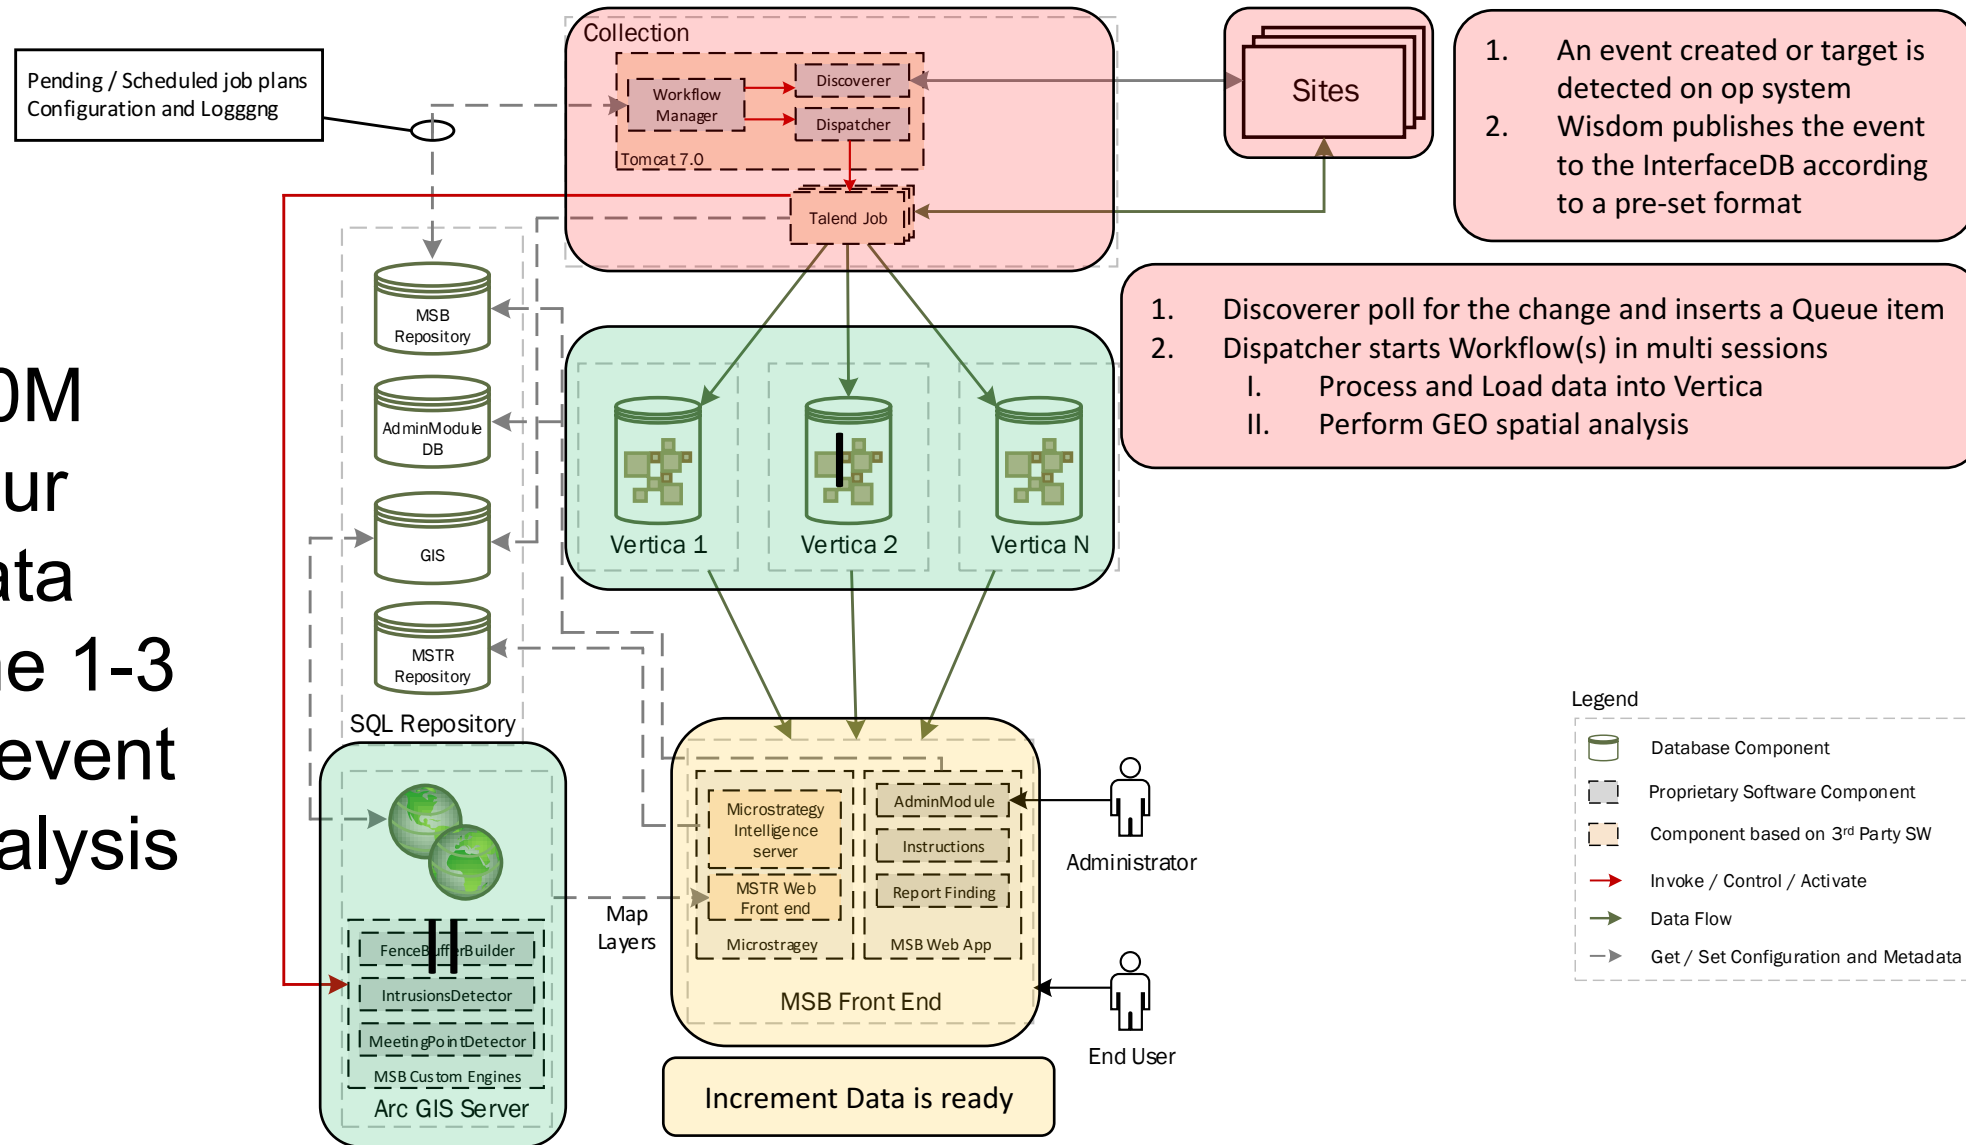 Pending / Scheduled job plans
Configuration and Logggng
0M
ur
ata
ne 1-3
event
alysis
Collection
Workflow
Manager
Discoverer
Dispatcher
Tomcat 7.0
Talend Job
Sites
1. An event created or target is
detected on op system
2. Wisdom publishes the event
to the InterfaceDB according
to a pre-set format
1. Discoverer poll for the change and inserts a Queue item
2. Dispatcher starts Workflow(s) in multi sessions
I. Process and Load data into Vertica
II. Perform GEO spatial analysis
MSB
Repository
AdminModule
DB
GIS
MSTR
Repository
SQL Repository
Vertica 1
Vertica 2
Vertica N
FenceBufferBuilder
IntrusionsDetector
MeetingPointDetector
MSB Custom Engines
Arc GIS Server
Map
Layers
Microstrategy
Intelligence
server
MSTR Web
Front end
Microstragey
AdminModule
Instructions
Report Finding
MSB Web App
MSB Front End
Increment Data is ready
Administrator
End User
Legend
Database Component
Proprietary Software Component
Component based on 3rd Party SW
Invoke / Control / Activate
Data Flow
Get / Set Configuration and Metadata